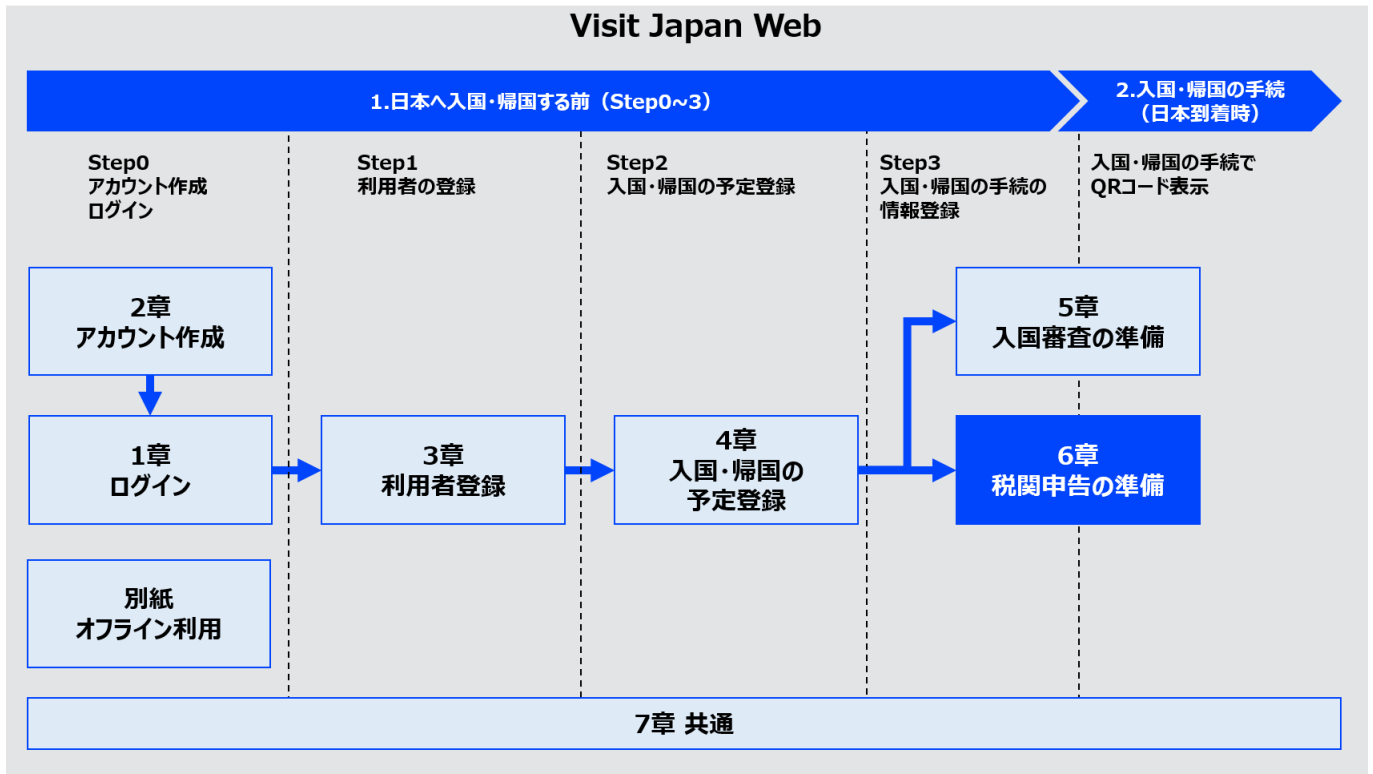 Visit Japan Web
1.日本へ入国・帰国する前（Step0~3）
2.入国・帰国の手続
（日本到着時）
Step0
アカウント作成
ログイン
Step1
利用者の登録
Step2
入国・帰国の予定登録
Step3
入国・帰国の手続の
情報登録
入国・帰国の手続で
QRコード表示
2章
アカウント作成
5章
入国審査の準備
1章
ログイン
3章
利用者登録
4章
入国・帰国の
予定登録
6章
税関申告の準備
別紙
オフライン利用
7章 共通